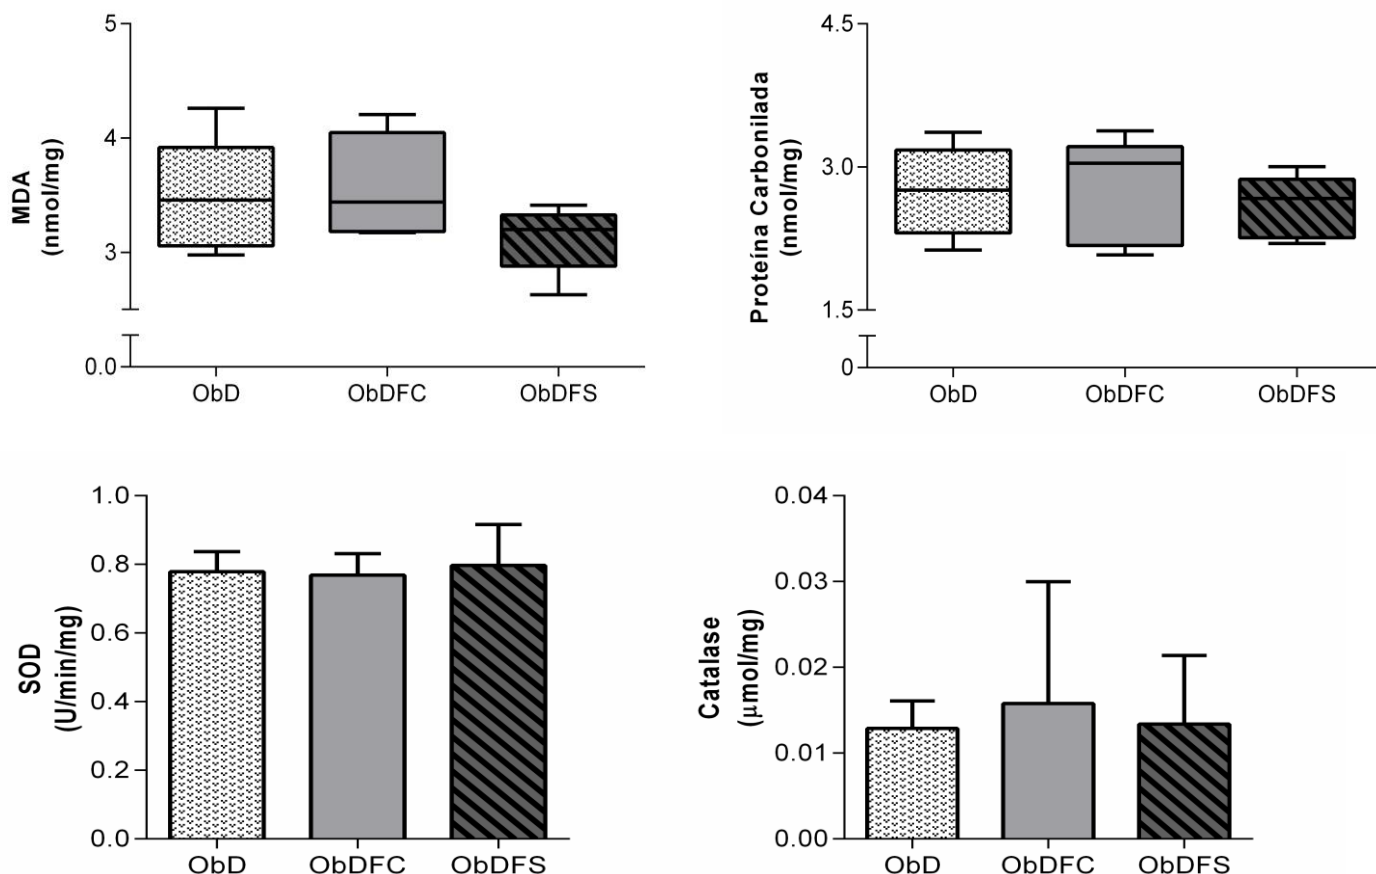 MDA
(nmol/mg)
5
4
3
0.0
ObD
ObDFC
ObDFS
Proteína Carbonilada
(nmol/mg)
4.5
3.0
1.5
0
ObD
ObDFC
ObDFS
SOD
(U/min/mg)
1.0
0.8
0.6
0.4
0.2
0.0
ObD
ObDFC
ObDFS
Catalase
(μmol/mg)
0.04
0.03
0.02
0.01
0.00
ObD
ObDFC
ObDFS